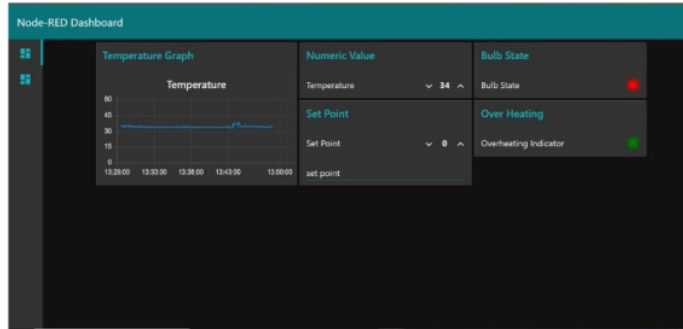 Node-RED Dashboard
Temperature Graph
Temperature
60
45
30
15
0
13:28:00 13:33:00 13:38:00 13:43:00 13:50:00
Numeric Value
Temperature 34
Set Point
Set Point 0
set point
Bulb State
Bulb State
Over Heating
Overheating Indicator